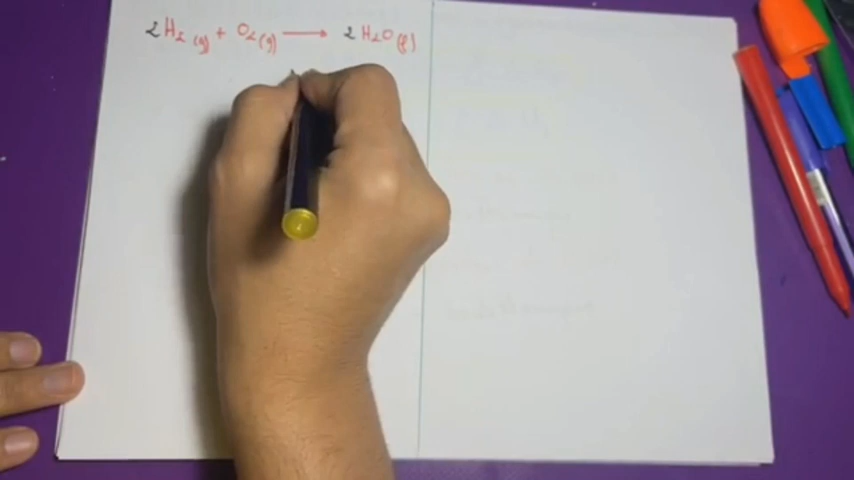 2H₂(g) + O₂(g) ⟶ 2H₂O(l)